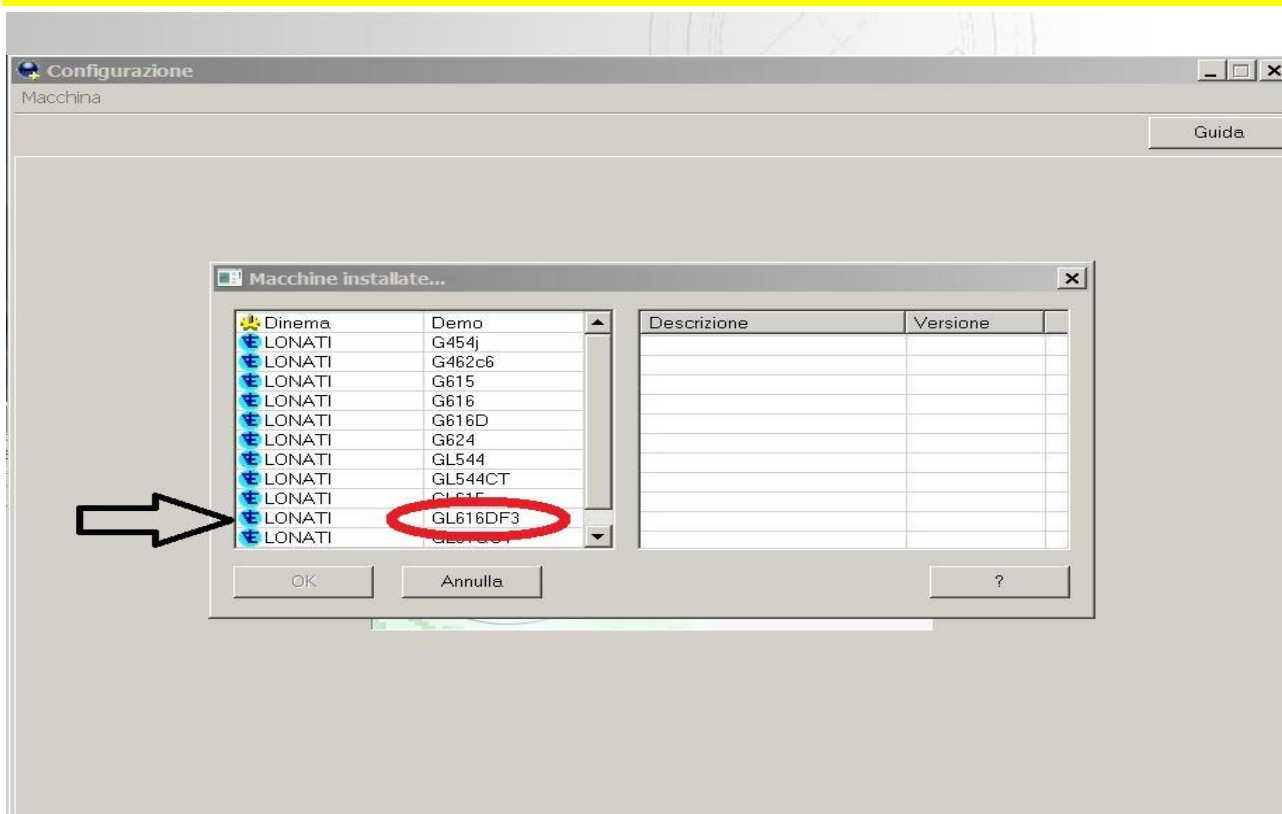 Configurazione
Macchina
Guida
Macchine installate...
Descrizione Versione
Dinema Demo
LONATI G454j
LONATI G462c6
LONATI G615
LONATI G616
LONATI G616D
LONATI G624
LONATI GL544
LONATI GL544CT
LONATI GL615
LONATI GL616DF3
LONATI
OK Annulla ?